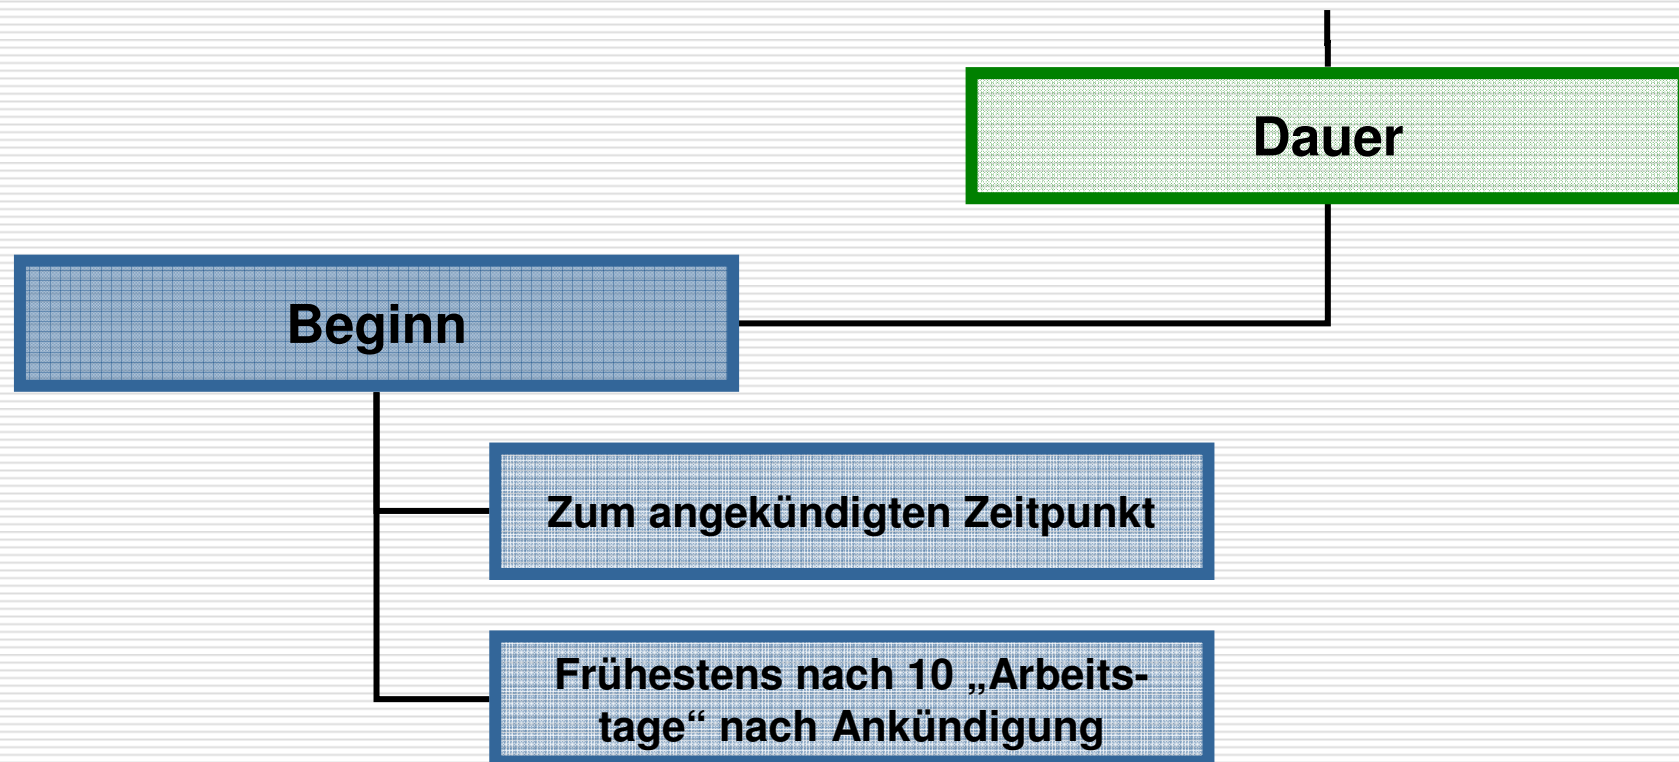 Dauer
Beginn
Zum angekündigten Zeitpunkt
Frühestens nach 10 „Arbeits-
tage“ nach Ankündigung